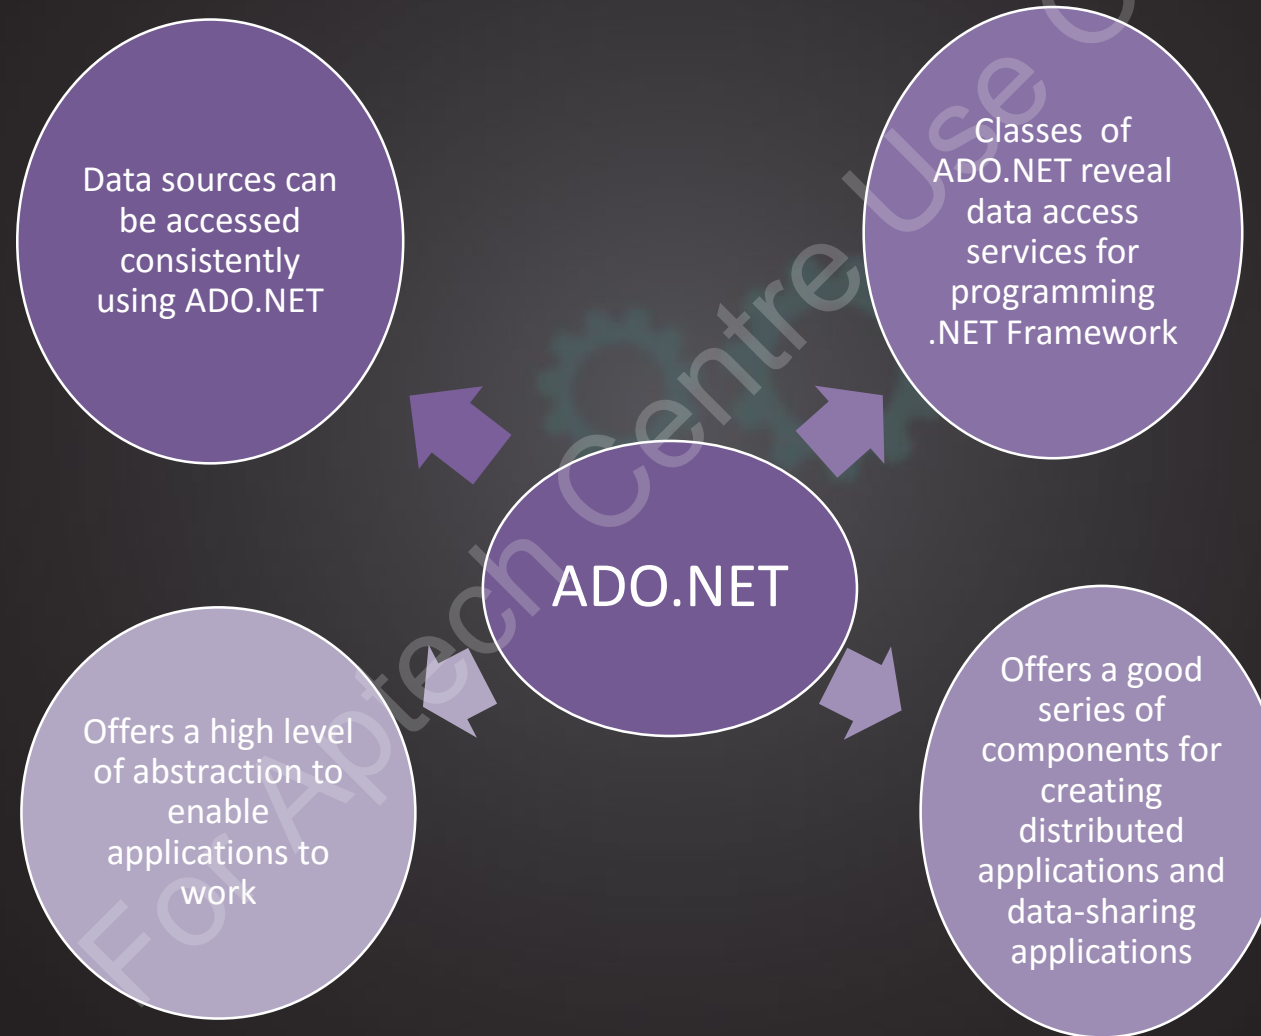 Data sources can
be accessed
consistently
using ADO.NET
Classes of
ADO.NET reveal
data access
services for
programming
.NET Framework
ADO.NET
Offers a high level
of abstraction to
enable
applications to
work
Offers a good
series of
components for
creating
distributed
applications and
data-sharing
applications
For Aptech Centre Use